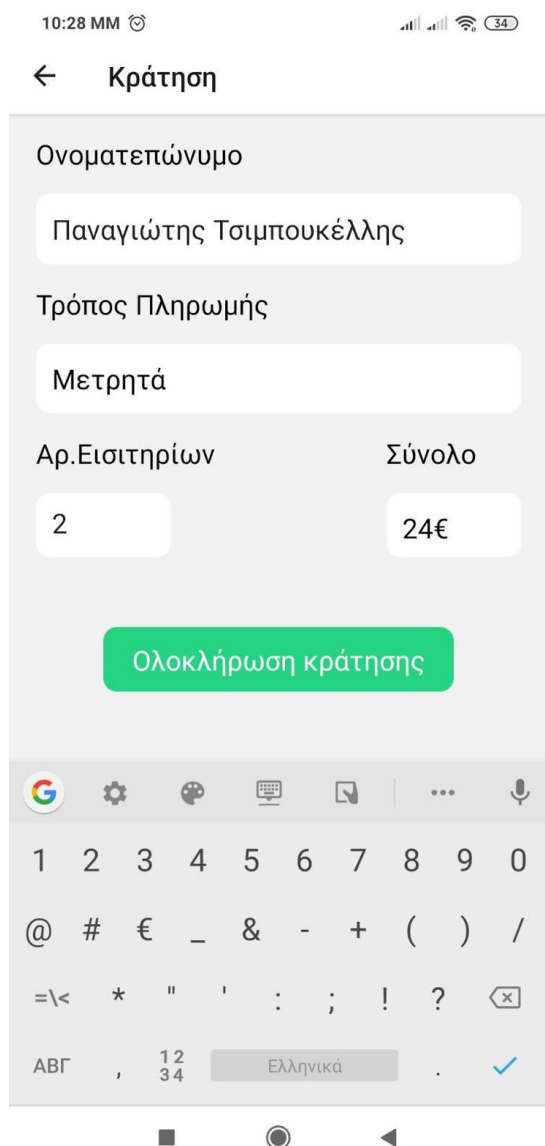 10:28 ΜΜ 34
Κράτηση
Ονοματεπώνυμο
Παναγιώτης Τσιμπουκέλλης
Τρόπος Πληρωμής
Μετρητά
Αρ.Εισιτηρίων Σύνολο
2 24€
Ολοκλήρωση κράτησης
G
1 2 3 4 5 6 7 8 9 0
@ # € _ & - + ( ) /
=\< * " ' : ; ! ?
ΑΒΓ , 12 34 Ελληνικά .